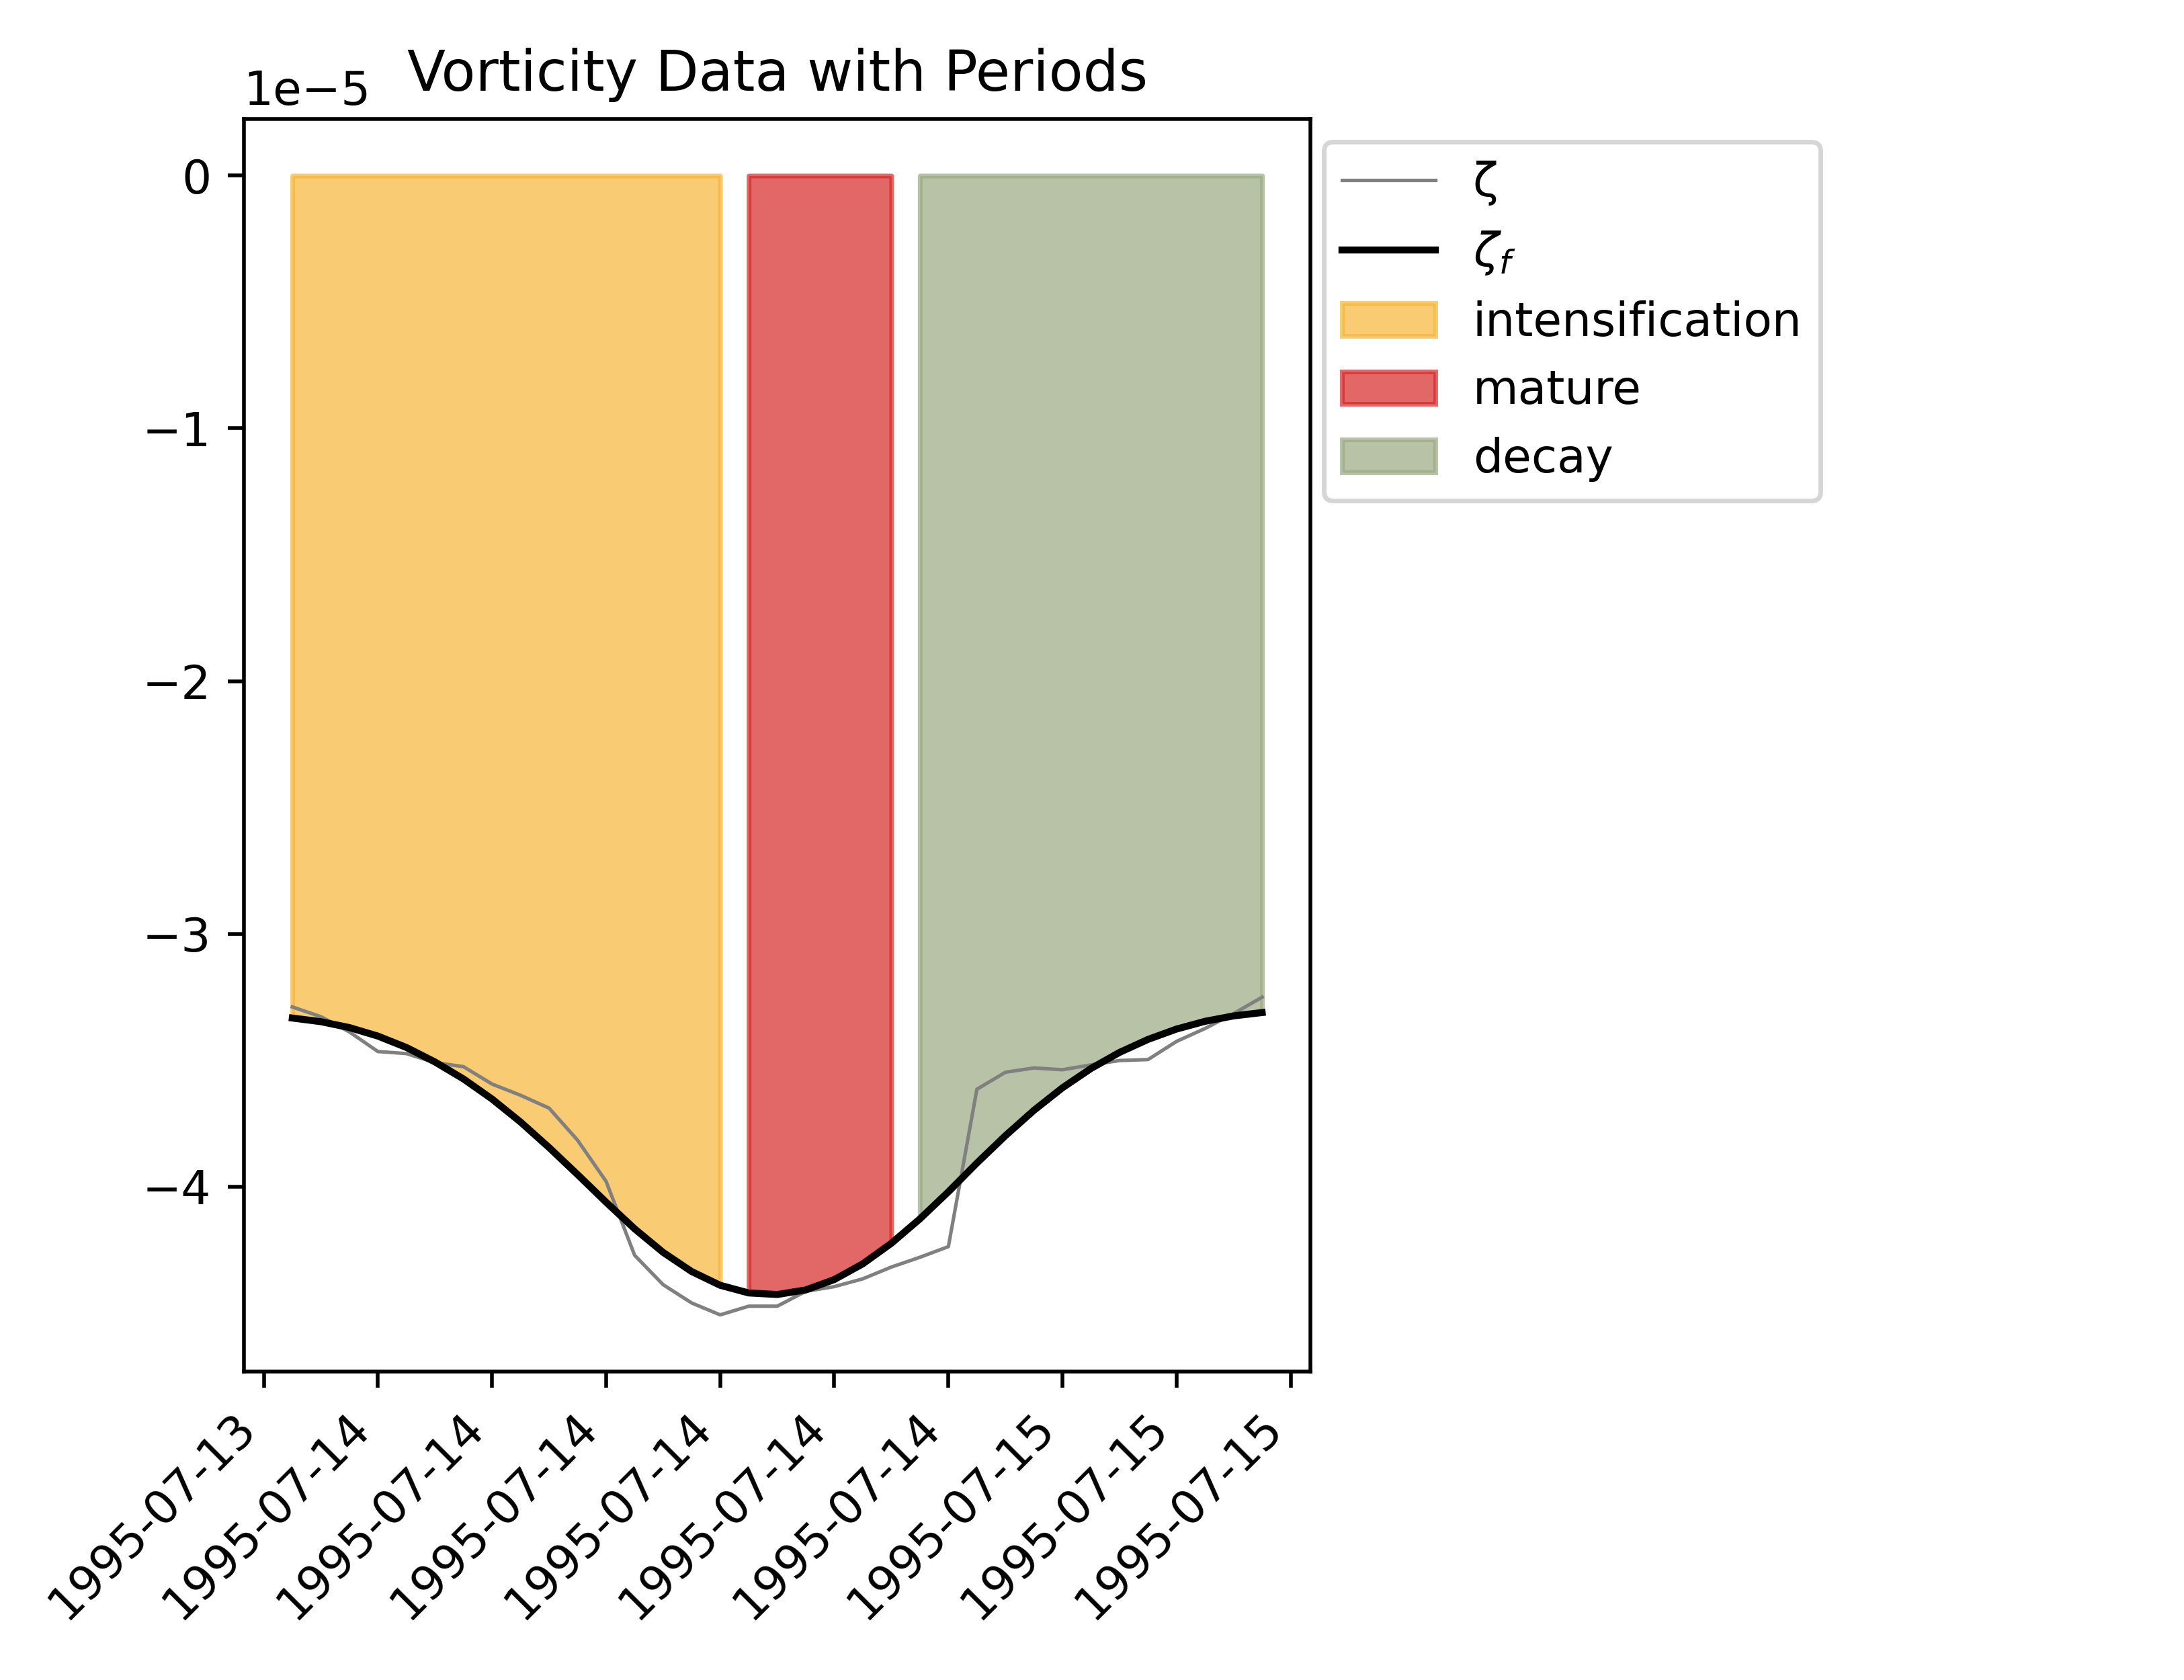 Vorticity Data with Periods
1e−5
0
−1
−2
−3
−4
1995-07-13
1995-07-14
1995-07-14
1995-07-14
1995-07-14
1995-07-14
1995-07-14
1995-07-15
1995-07-15
1995-07-15
ζ
ζf
intensification
mature
decay